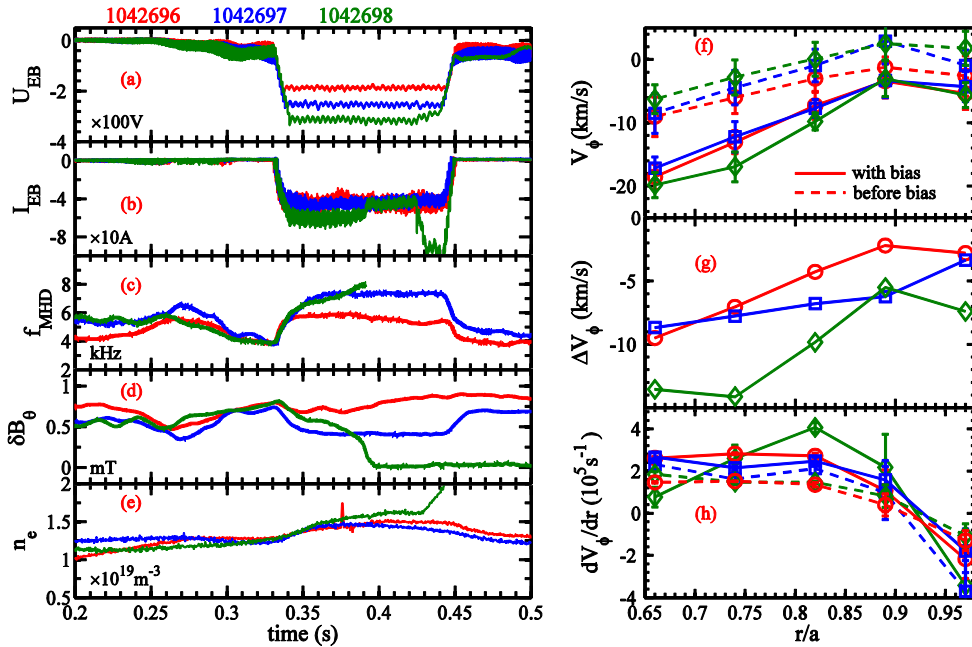 1042696 1042697 1042698
0
-2
-4
U_EB
(a)
×100V
0
-4
-8
I_EB
(b)
×10A
8
6
4
2
f_MHD
(c)
kHz
1
0.5
0
δB_θ
(d)
mT
2
1.5
1
0.5
n_e
(e)
×10^19m^-3
0.2 0.25 0.3 0.35 0.4 0.45 0.5
time (s)
0
-10
-20
V_ϕ(km/s)
(f)
with bias
before bias
0
-5
-10
ΔV_ϕ (km/s)
(g)
4
2
0
-2
-4
dV_ϕ/dr (10^5 s^-1)
(h)
0.65 0.7 0.75 0.8 0.85 0.9 0.95
r/a